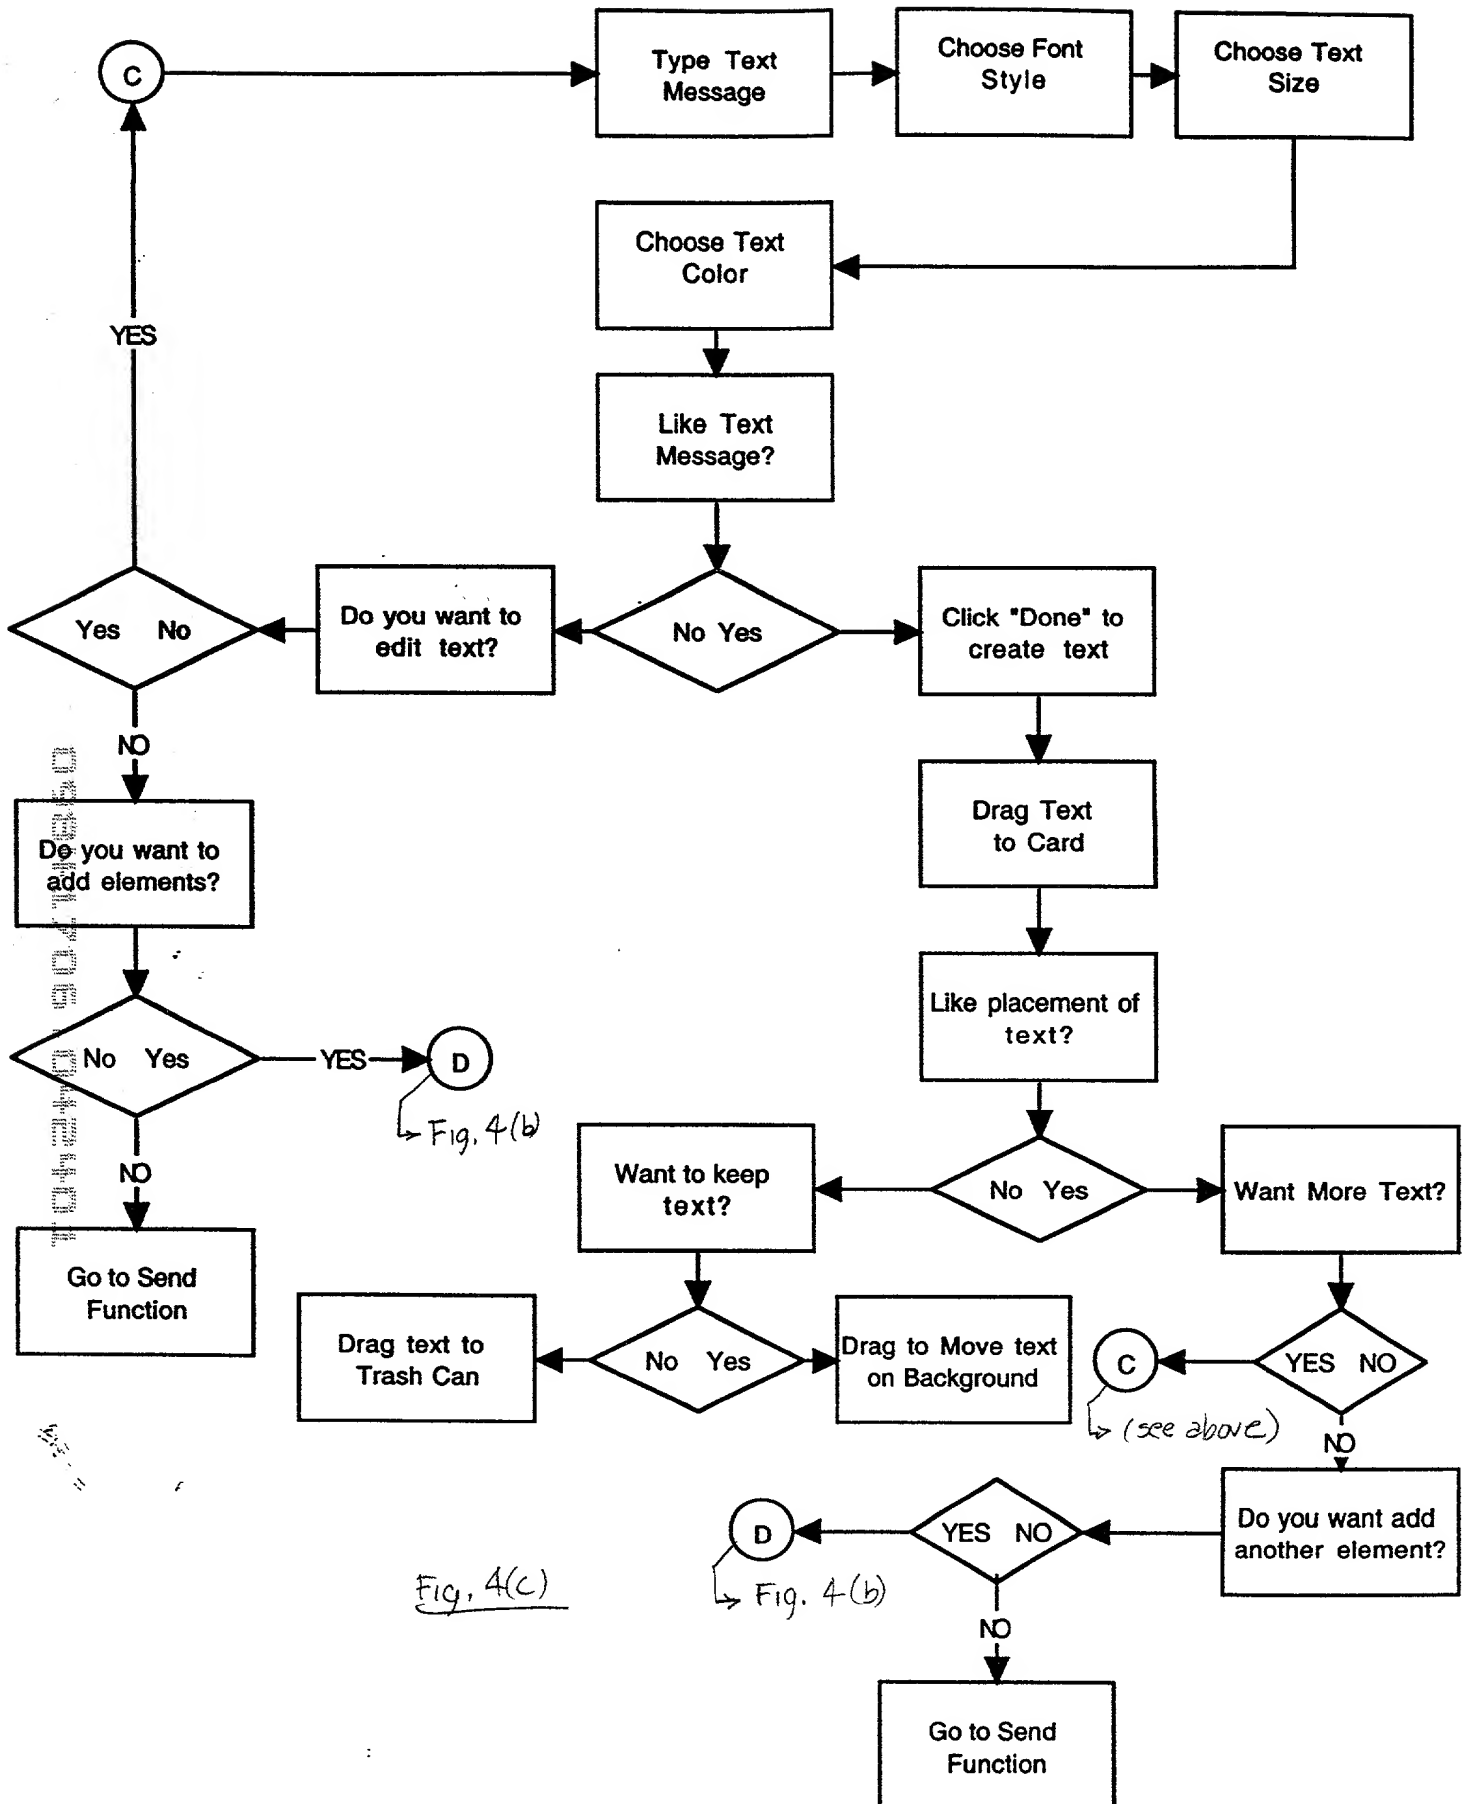 C
Type Text
Message
Choose Font
Style
Choose Text
Size
Choose Text
Color
YES
Like Text
Message?
Yes No
Do you want to
edit text?
No Yes
Click "Done" to
create text
NO
Drag Text
to Card
Do you want to
add elements?
Like placement of
text?
No Yes
YES
D
Fig. 4(b)
NO
Want to keep
text?
No Yes
Want More Text?
Go to Send
Function
Drag text to
Trash Can
No Yes
Drag to Move text
on Background
C
YES NO
(see above)
NO
D
YES NO
Do you want add
another element?
Fig. 4(c)
Fig. 4(b)
NO
Go to Send
Function